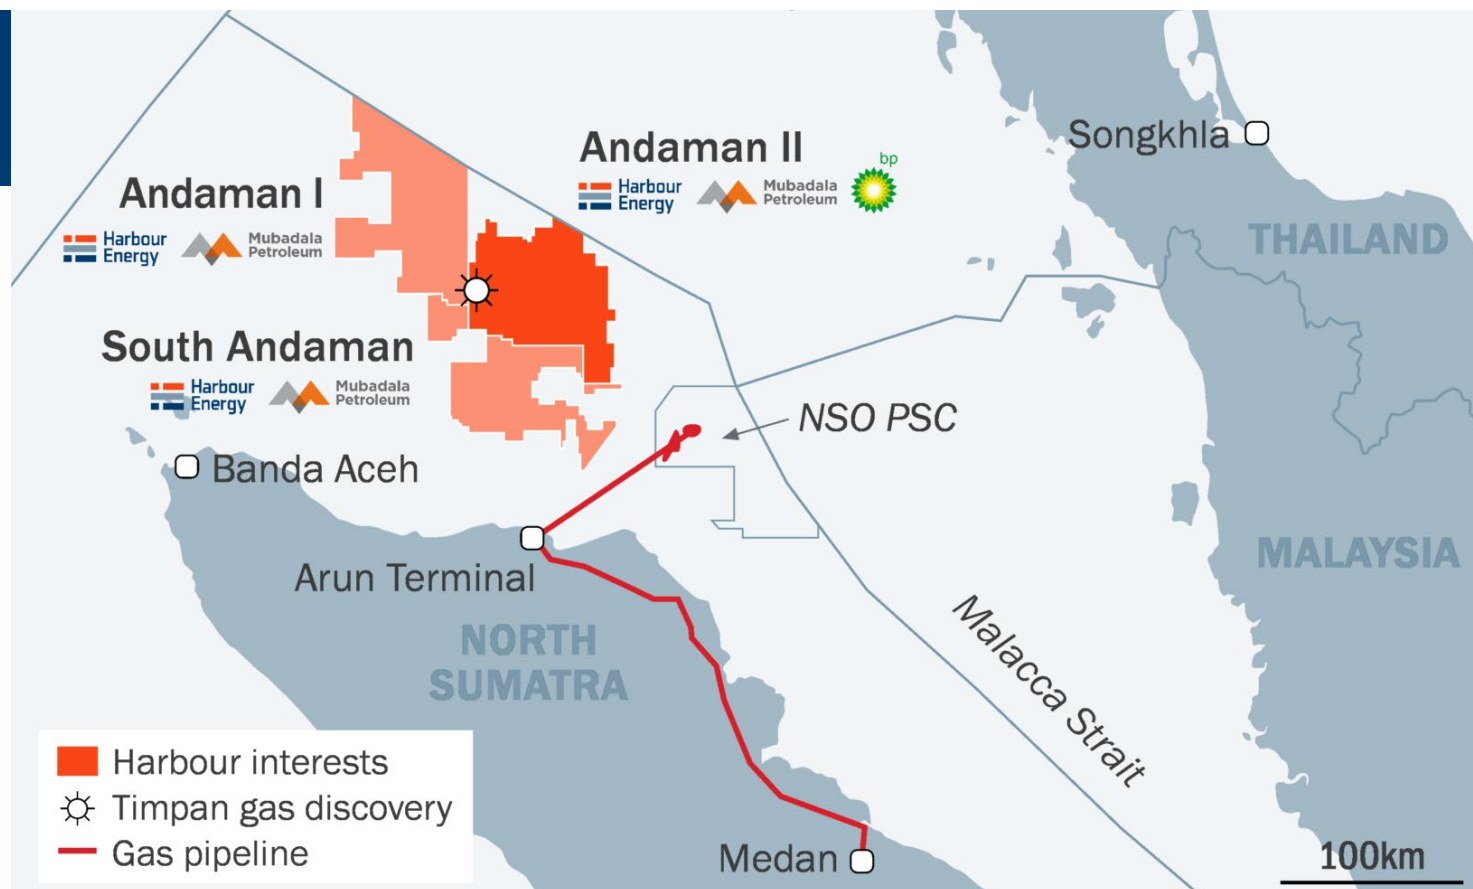 Andaman I
Harbour
Energy
Mubadala
Petroleum
Andaman II
Harbour
Energy
Mubadala
Petroleum
bp
Songkhla
THAILAND
South Andaman
Harbour
Energy
Mubadala
Petroleum
NSO PSC
Banda Aceh
Arun Terminal
MALAYSIA
NORTH
SUMATRA
Malacca Strait
Harbour interests
Timpan gas discovery
Gas pipeline
Medan
100km